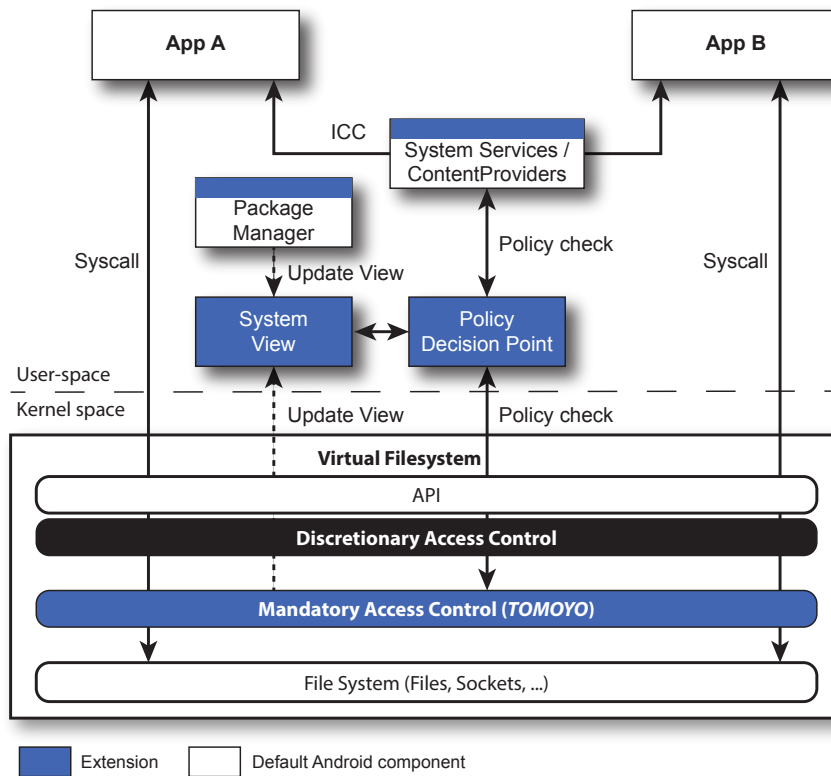 App A
App B
ICC
System Services /
ContentProviders
Package
Manager
Syscall
Policy check
Syscall
Update View
System
View
Policy
Decision Point
User-space
Kernel space
Update View
Policy check
Virtual Filesystem
API
Discretionary Access Control
Mandatory Access Control (TOMOYO)
File System (Files, Sockets, ...)
Extension
Default Android component